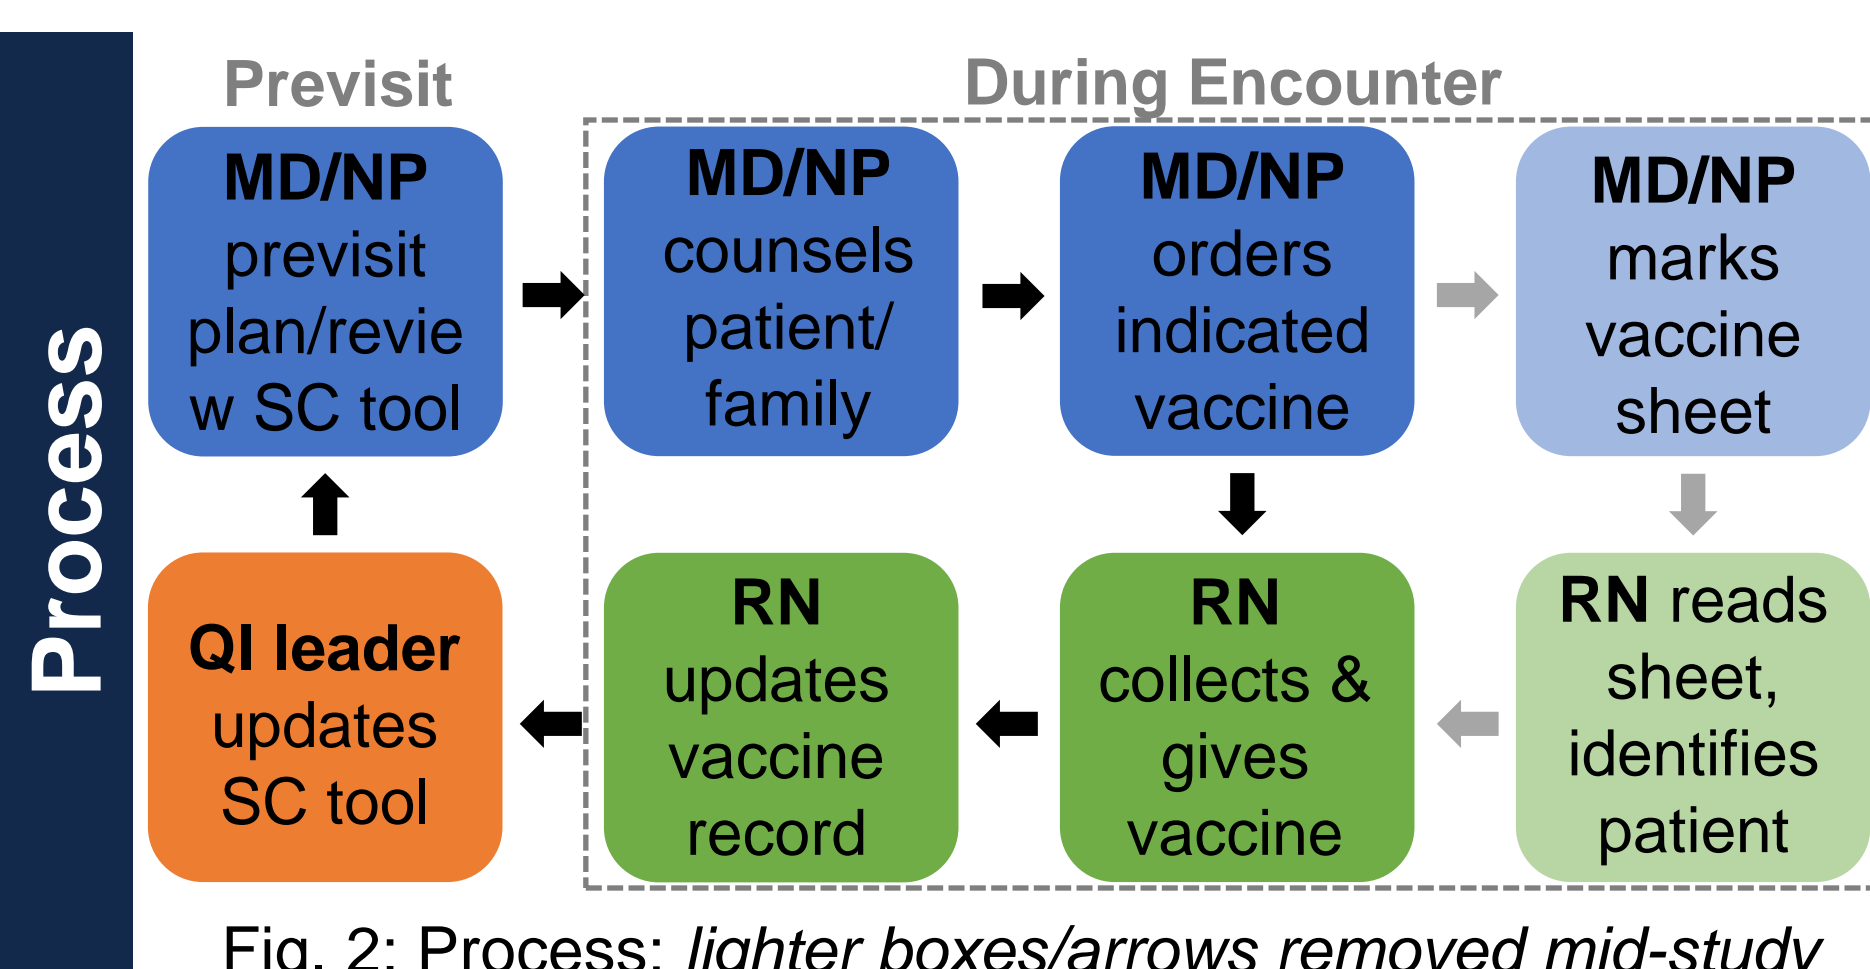 Process
Previsit
During Encounter
MD/NP
previsit
plan/revie
w SC tool
MD/NP
counsels
patient/
family
MD/NP
orders
indicated
vaccine
MD/NP
marks
vaccine
sheet
QI leader
updates
SC tool
RN
updates
vaccine
record
RN
collects &
gives
vaccine
RN reads
sheet,
identifies
patient
Fig. 2: Process: lighter boxes/arrows removed mid-study